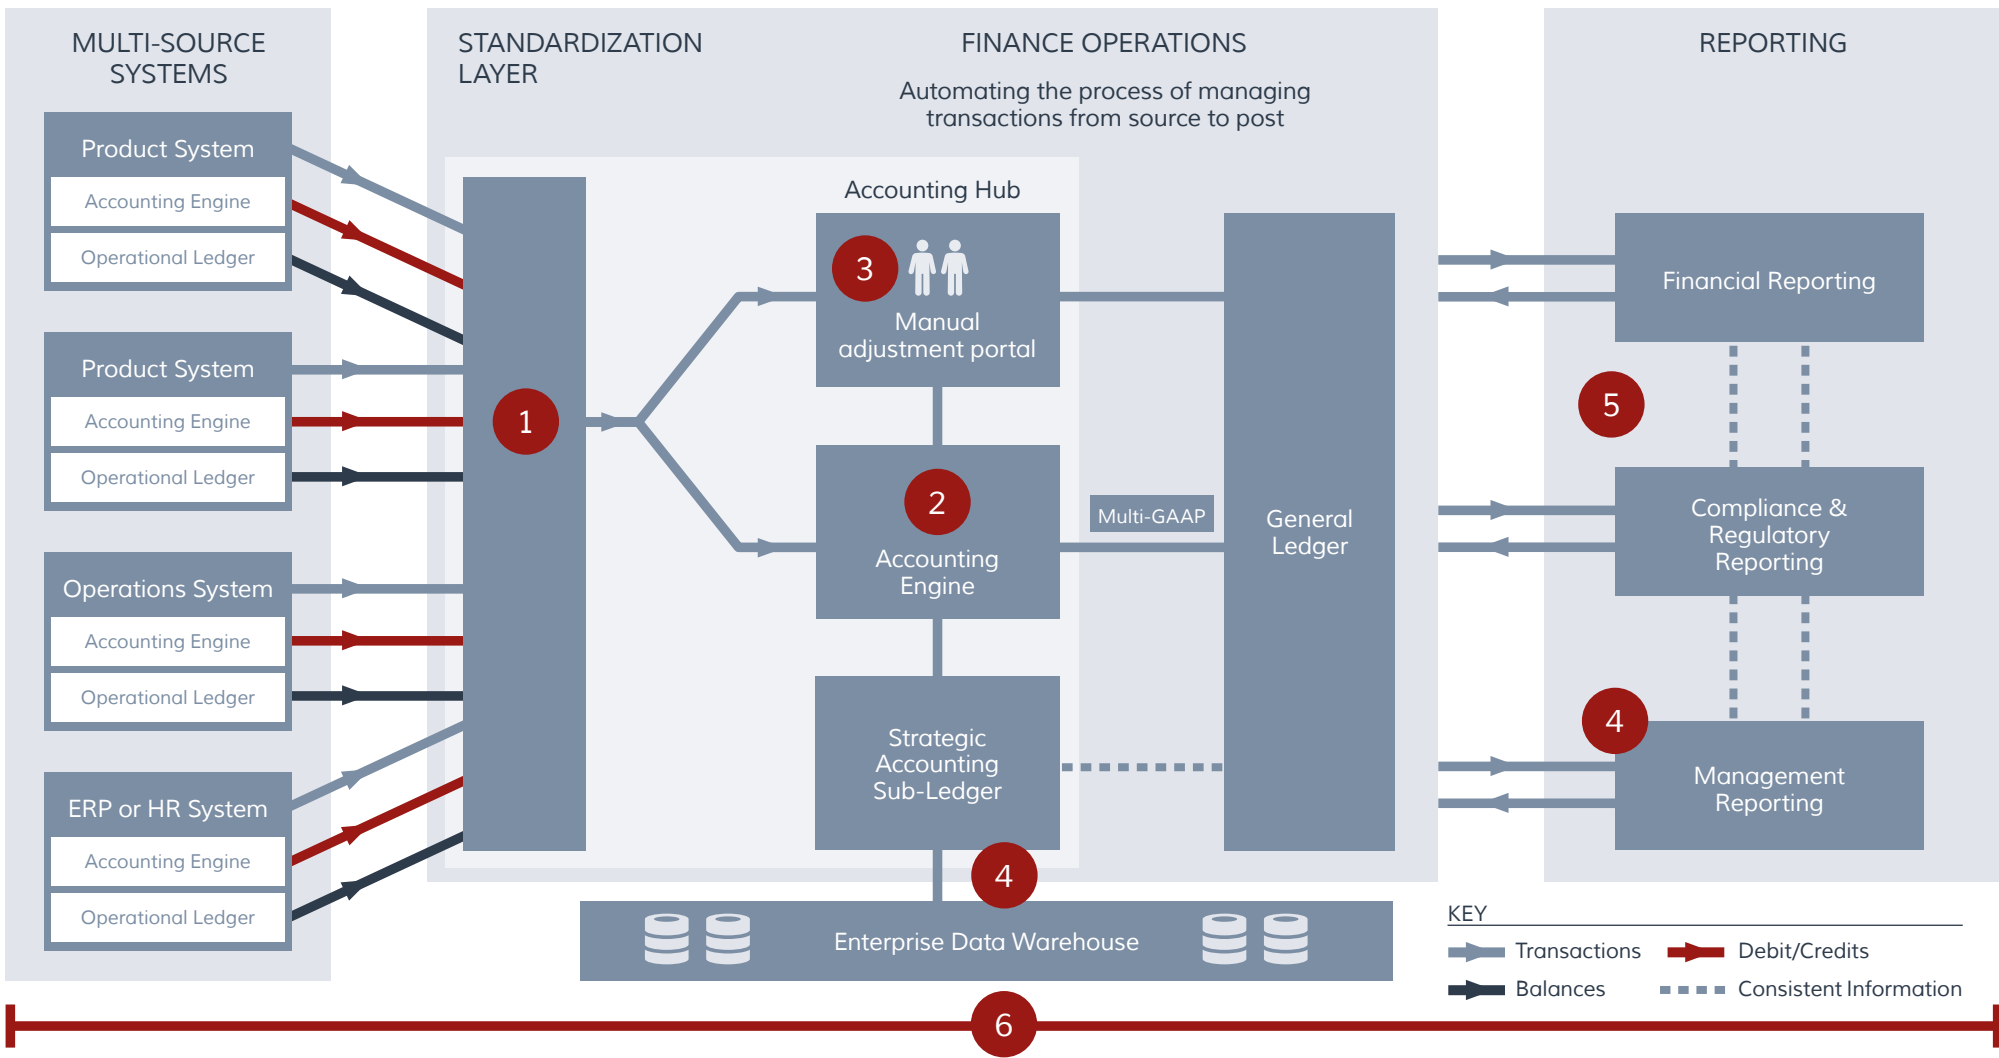 MULTI-SOURCE
SYSTEMS
Product System
Accounting Engine
Operational Ledger
Product System
Accounting Engine
Operational Ledger
Operations System
Accounting Engine
Operational Ledger
ERP or HR System
Accounting Engine
Operational Ledger
STANDARDIZATION
LAYER
1
FINANCE OPERATIONS
Automating the process of managing
transactions from source to post
Accounting Hub
3
Manual
adjustment portal
2
Accounting
Engine
Multi-GAAP
Strategic
Accounting
Sub-Ledger
General
Ledger
4
Enterprise Data Warehouse
REPORTING
Financial Reporting
5
Compliance &
Regulatory
Reporting
4
Management
Reporting
KEY
Transactions
Debit/Credits
Balances
Consistent Information
6